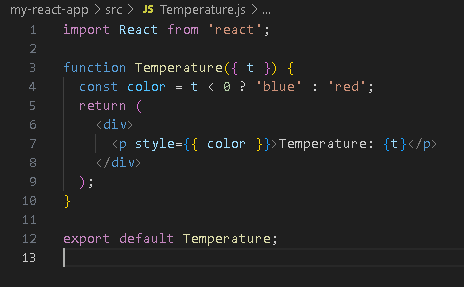 my-react-app > src > JS Temperature.js > ...
1 import React from 'react';
2
3 function Temperature({ t }) {
4   const color = t < 0 ? 'blue' : 'red';
5   return (
6     <div>
7       <p style={{ color }}>Temperature: {t}</p>
8     </div>
9   );
10 }
11
12 export default Temperature;
13